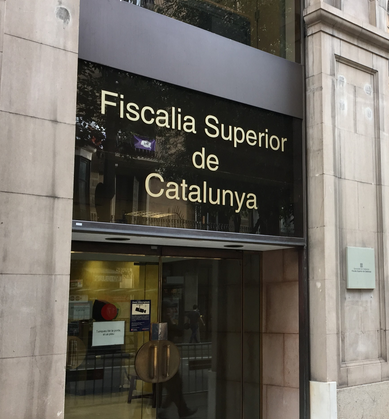 Fiscalia Superior
de
Catalunya